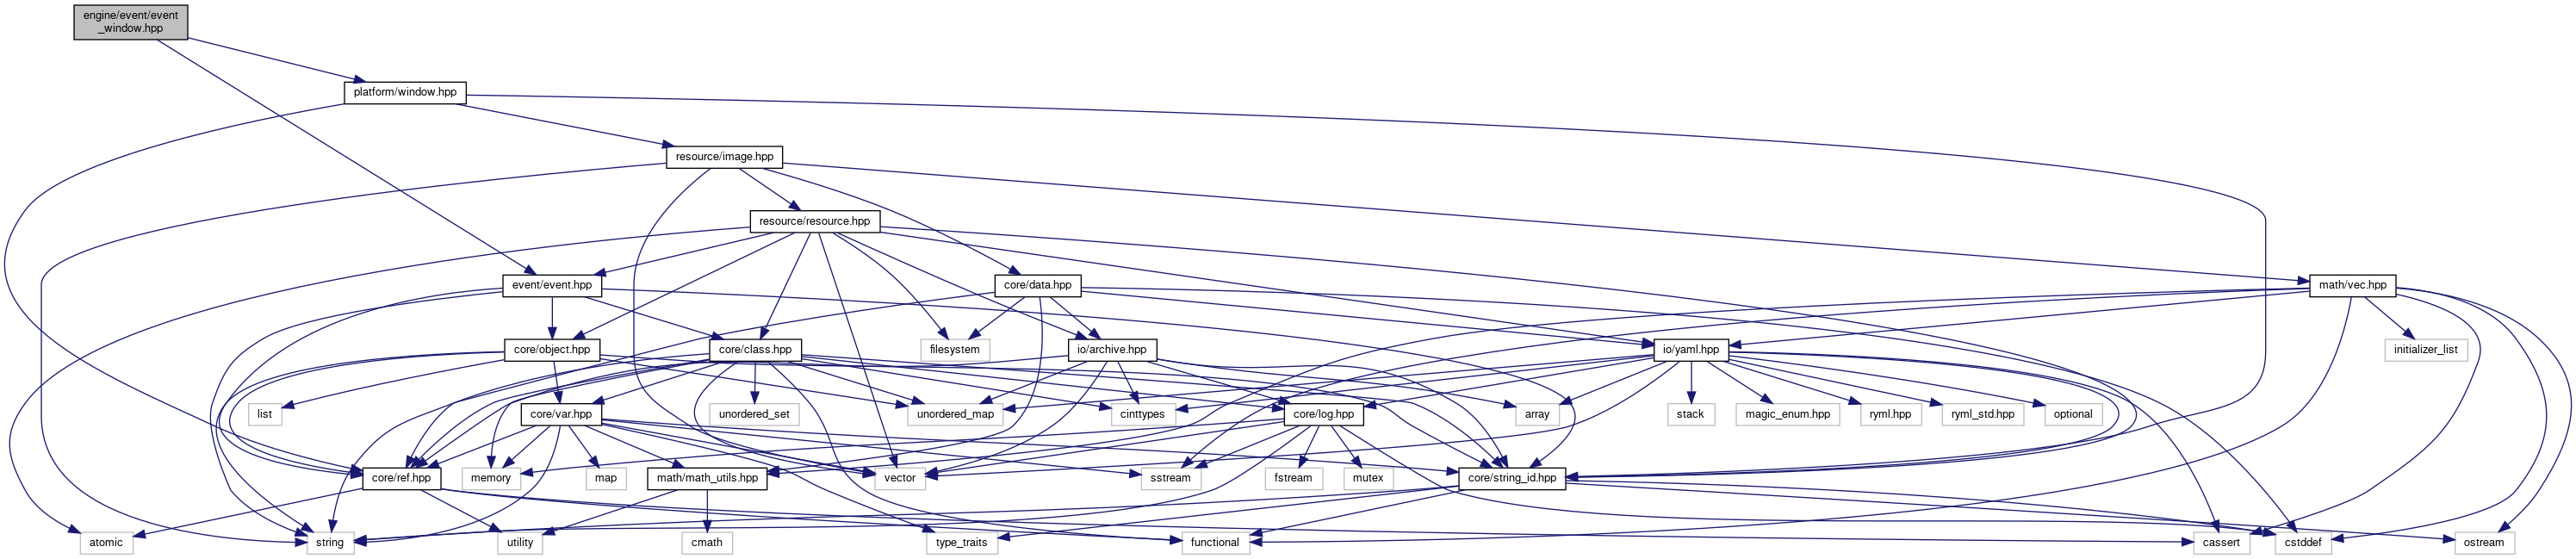 engine/event/event
_window.hpp
platform/window.hpp
resource/image.hpp
resource/resource.hpp
event/event.hpp
core/data.hpp
math/vec.hpp
core/object.hpp
core/class.hpp
filesystem
io/archive.hpp
io/yaml.hpp
initializer_list
list
core/var.hpp
unordered_set
unordered_map
cinttypes
core/log.hpp
array
stack
magic_enum.hpp
ryml.hpp
ryml_std.hpp
optional
core/ref.hpp
memory
map
math/math_utils.hpp
vector
sstream
fstream
mutex
core/string_id.hpp
atomic
string
utility
cmath
type_traits
functional
cassert
cstddef
ostream